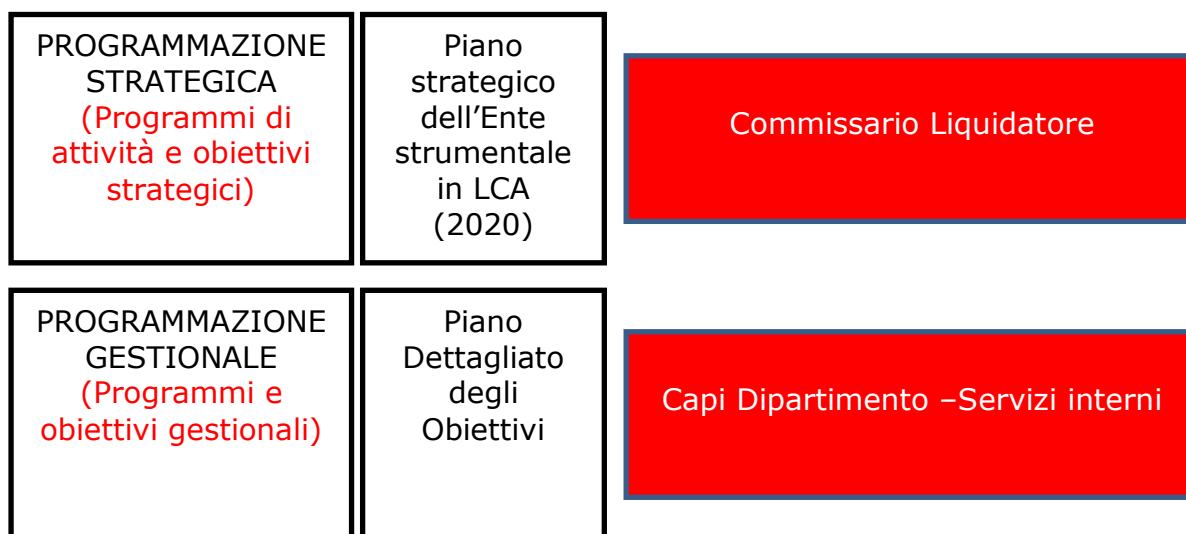 PROGRAMMAZIONE
STRATEGICA
(Programmi di
attività e obiettivi
strategici)
Piano
strategico
dell’Ente
strumentale
in LCA
(2020)
Commissario Liquidatore
PROGRAMMAZIONE
GESTIONALE
(Programmi e
obiettivi gestionali)
Piano
Dettagliato
degli
Obiettivi
Capi Dipartimento –Servizi interni